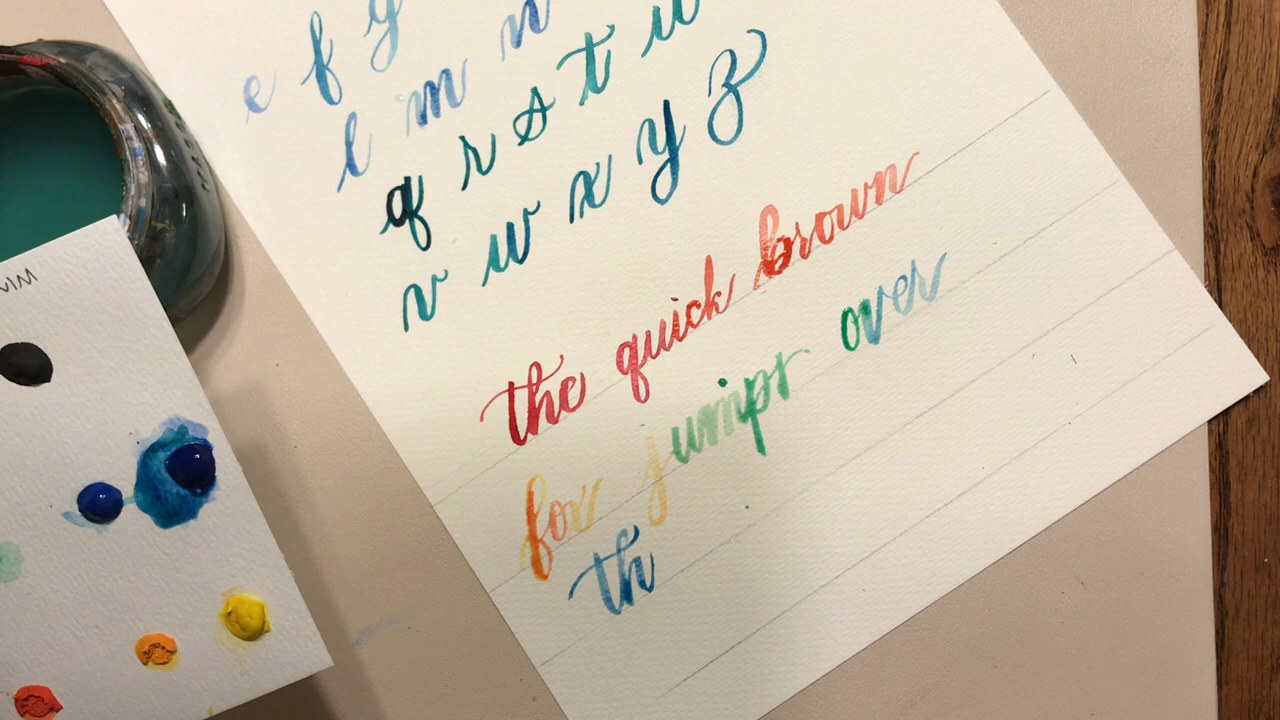 e f g
l m n
q r s t u
v w x y z
the quick brown
fox jumps over
th